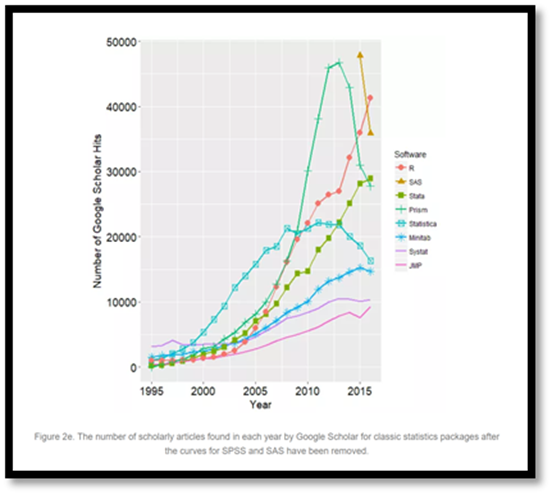 50000
40000
30000
20000
10000
0
Number of Google Scholar Hits
1995
2000
2005
2010
2015
Year
Software
R
SAS
Stata
Prism
Statistica
Minitab
Systat
JMP
Figure 2e. The number of scholarly articles found in each year by Google Scholar for classic statistics packages after
the curves for SPSS and SAS have been removed.